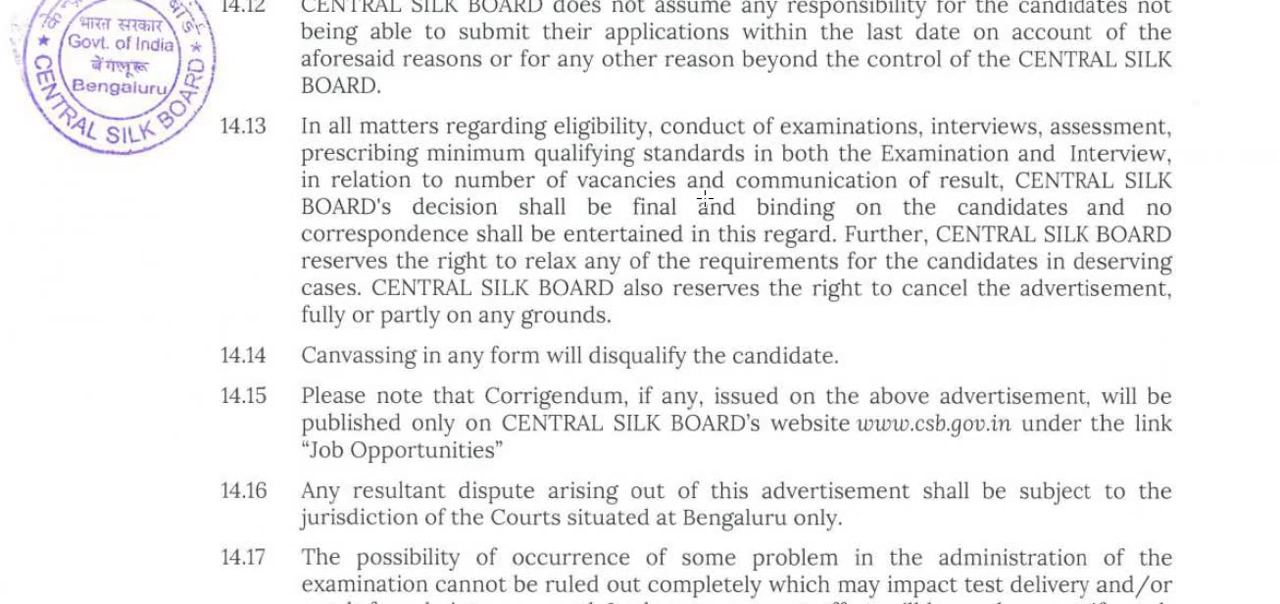 भारत सरकार
Govt. of India
बेंगलूरू
Bengaluru
★ CENTRAL SILK BOARD ★
14.12 CENTRAL SILK BOARD does not assume any responsibility for the candidates not
being able to submit their applications within the last date on account of the
aforesaid reasons or for any other reason beyond the control of the CENTRAL SILK
BOARD.
14.13 In all matters regarding eligibility, conduct of examinations, interviews, assessment,
prescribing minimum qualifying standards in both the Examination and Interview,
in relation to number of vacancies and communication of result, CENTRAL SILK
BOARD's decision shall be final and binding on the candidates and no
correspondence shall be entertained in this regard. Further, CENTRAL SILK BOARD
reserves the right to relax any of the requirements for the candidates in deserving
cases. CENTRAL SILK BOARD also reserves the right to cancel the advertisement,
fully or partly on any grounds.
14.14 Canvassing in any form will disqualify the candidate.
14.15 Please note that Corrigendum, if any, issued on the above advertisement, will be
published only on CENTRAL SILK BOARD’s website www.csb.gov.in under the link
“Job Opportunities”
14.16 Any resultant dispute arising out of this advertisement shall be subject to the
jurisdiction of the Courts situated at Bengaluru only.
14.17 The possibility of occurrence of some problem in the administration of the
examination cannot be ruled out completely which may impact test delivery and/or